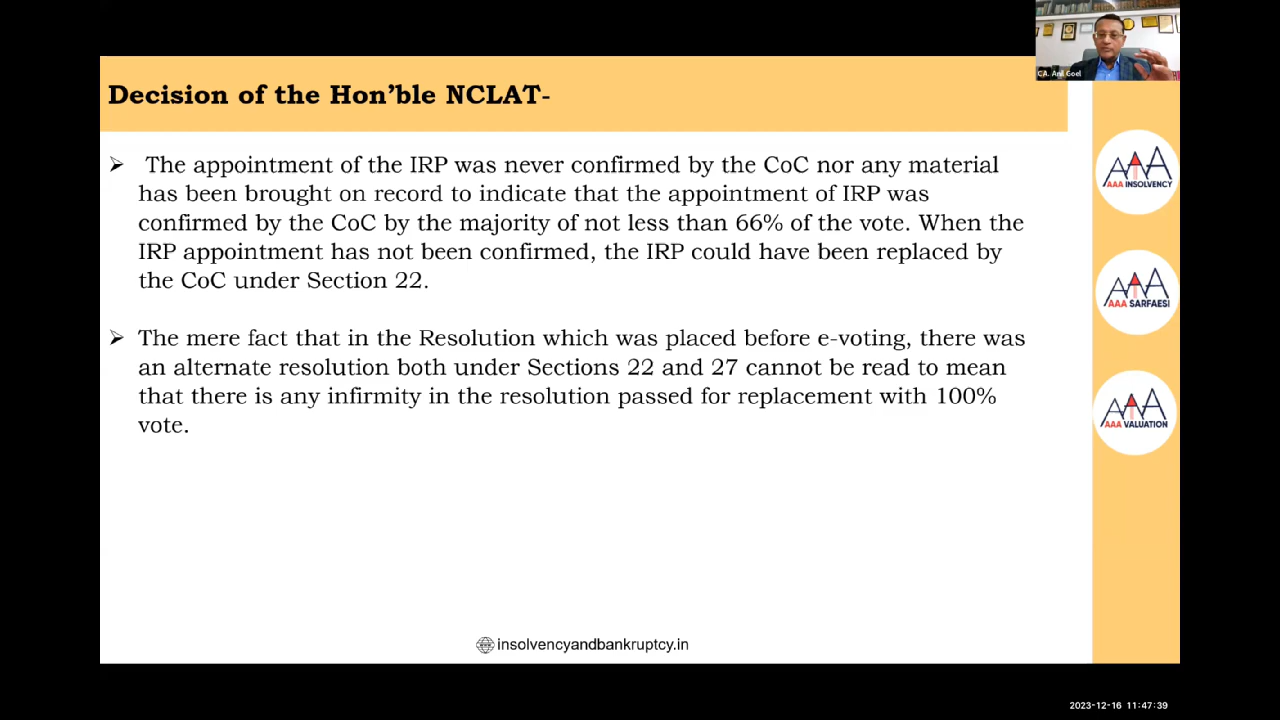 CA. Anil Goel
Decision of the Hon’ble NCLAT-
➢ The appointment of the IRP was never confirmed by the CoC nor any material
has been brought on record to indicate that the appointment of IRP was
confirmed by the CoC by the majority of not less than 66% of the vote. When the
IRP appointment has not been confirmed, the IRP could have been replaced by
the CoC under Section 22.
➢ The mere fact that in the Resolution which was placed before e-voting, there was
an alternate resolution both under Sections 22 and 27 cannot be read to mean
that there is any infirmity in the resolution passed for replacement with 100%
vote.
AAA
AAA INSOLVENCY
AAA
AAA SARFAESI
AAA
AAA VALUATION
insolvencyandbankruptcy.in
2023-12-16 11:47:39